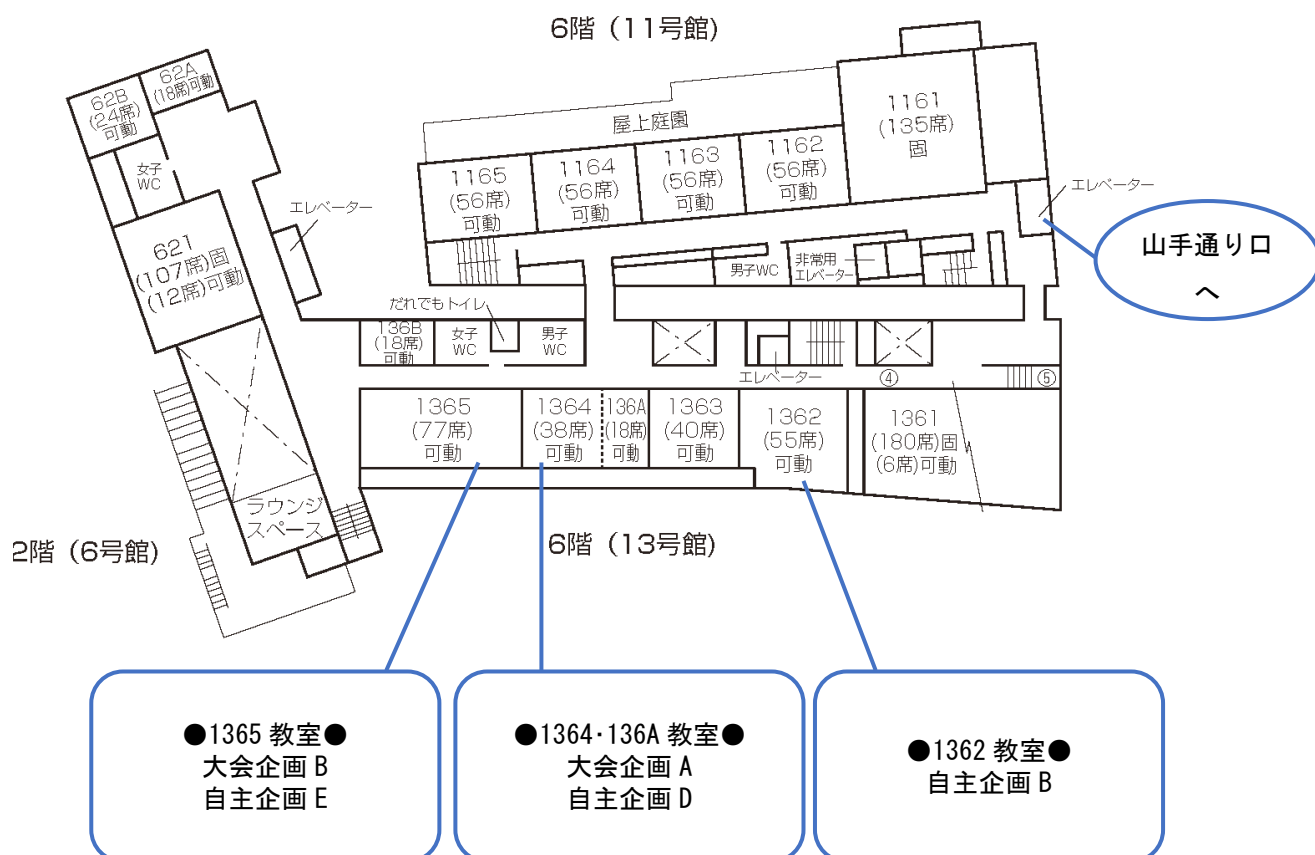 6階（11号館）
62A
(18席)可動
62B
(24席)
可動
女子
WC
エレベーター
621
(107席)固
(12席)可動
屋上庭園
1161
(135席)
固
1162
(56席)
可動
1163
(56席)
可動
1164
(56席)
可動
1165
(56席)
可動
エレベーター
山手通り口
へ
男子WC
非常用
エレベーター
だれでもトイレ
136B
(18席)
可動
女子
WC
男子
WC
エレベーター
④
⑤
1365
(77席)
可動
1364
(38席)
可動
136A
(18席)
可動
1363
(40席)
可動
1362
(55席)
可動
1361
(180席)固
(6席)可動
ラウンジ
スペース
2階（6号館）
6階（13号館）
●1365 教室●
大会企画 B
自主企画 E
●1364･136A 教室●
大会企画 A
自主企画 D
●1362 教室●
自主企画 B